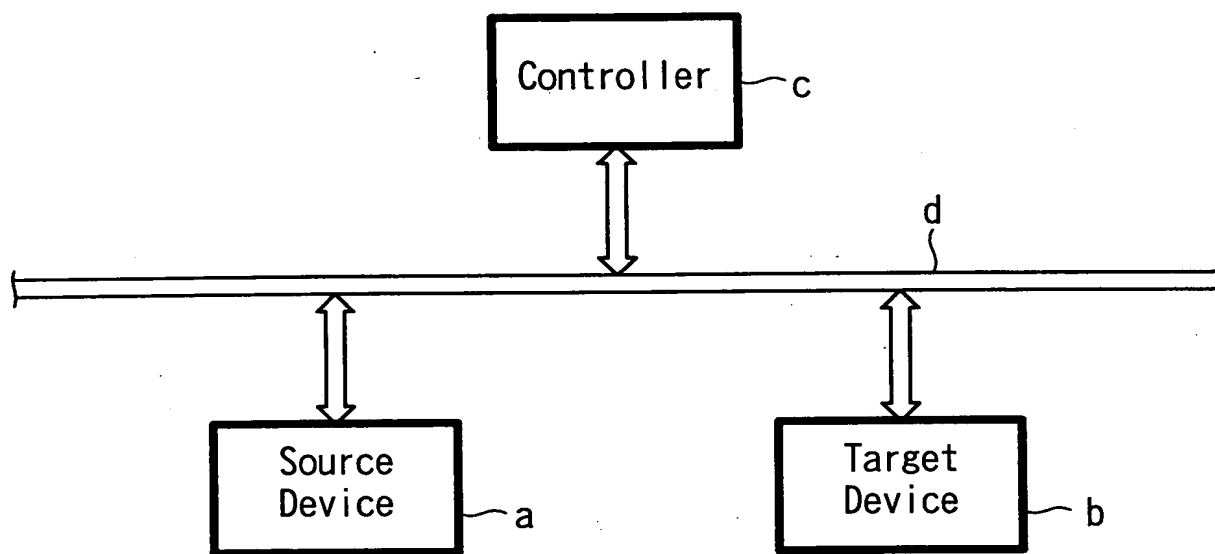 Controller
c
d
Source
Device
a
Target
Device
b